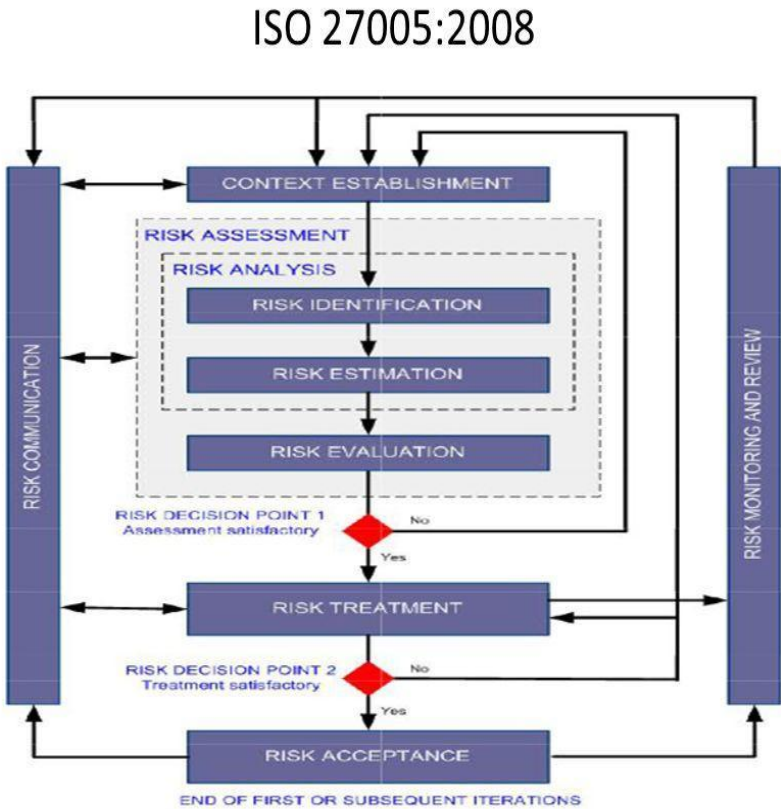 ISO 27005:2008
CONTEXT ESTABLISHMENT
RISK ASSESSMENT
RISK ANALYSIS
RISK IDENTIFICATION
RISK ESTIMATION
RISK EVALUATION
RISK COMMUNICATION
RISK MONITORING AND REVIEW
RISK DECISION POINT 1
Assessment satisfactory
No
Yes
RISK TREATMENT
RISK DECISION POINT 2
Treatment satisfactory
No
Yes
RISK ACCEPTANCE
END OF FIRST OR SUBSEQUENT ITERATIONS